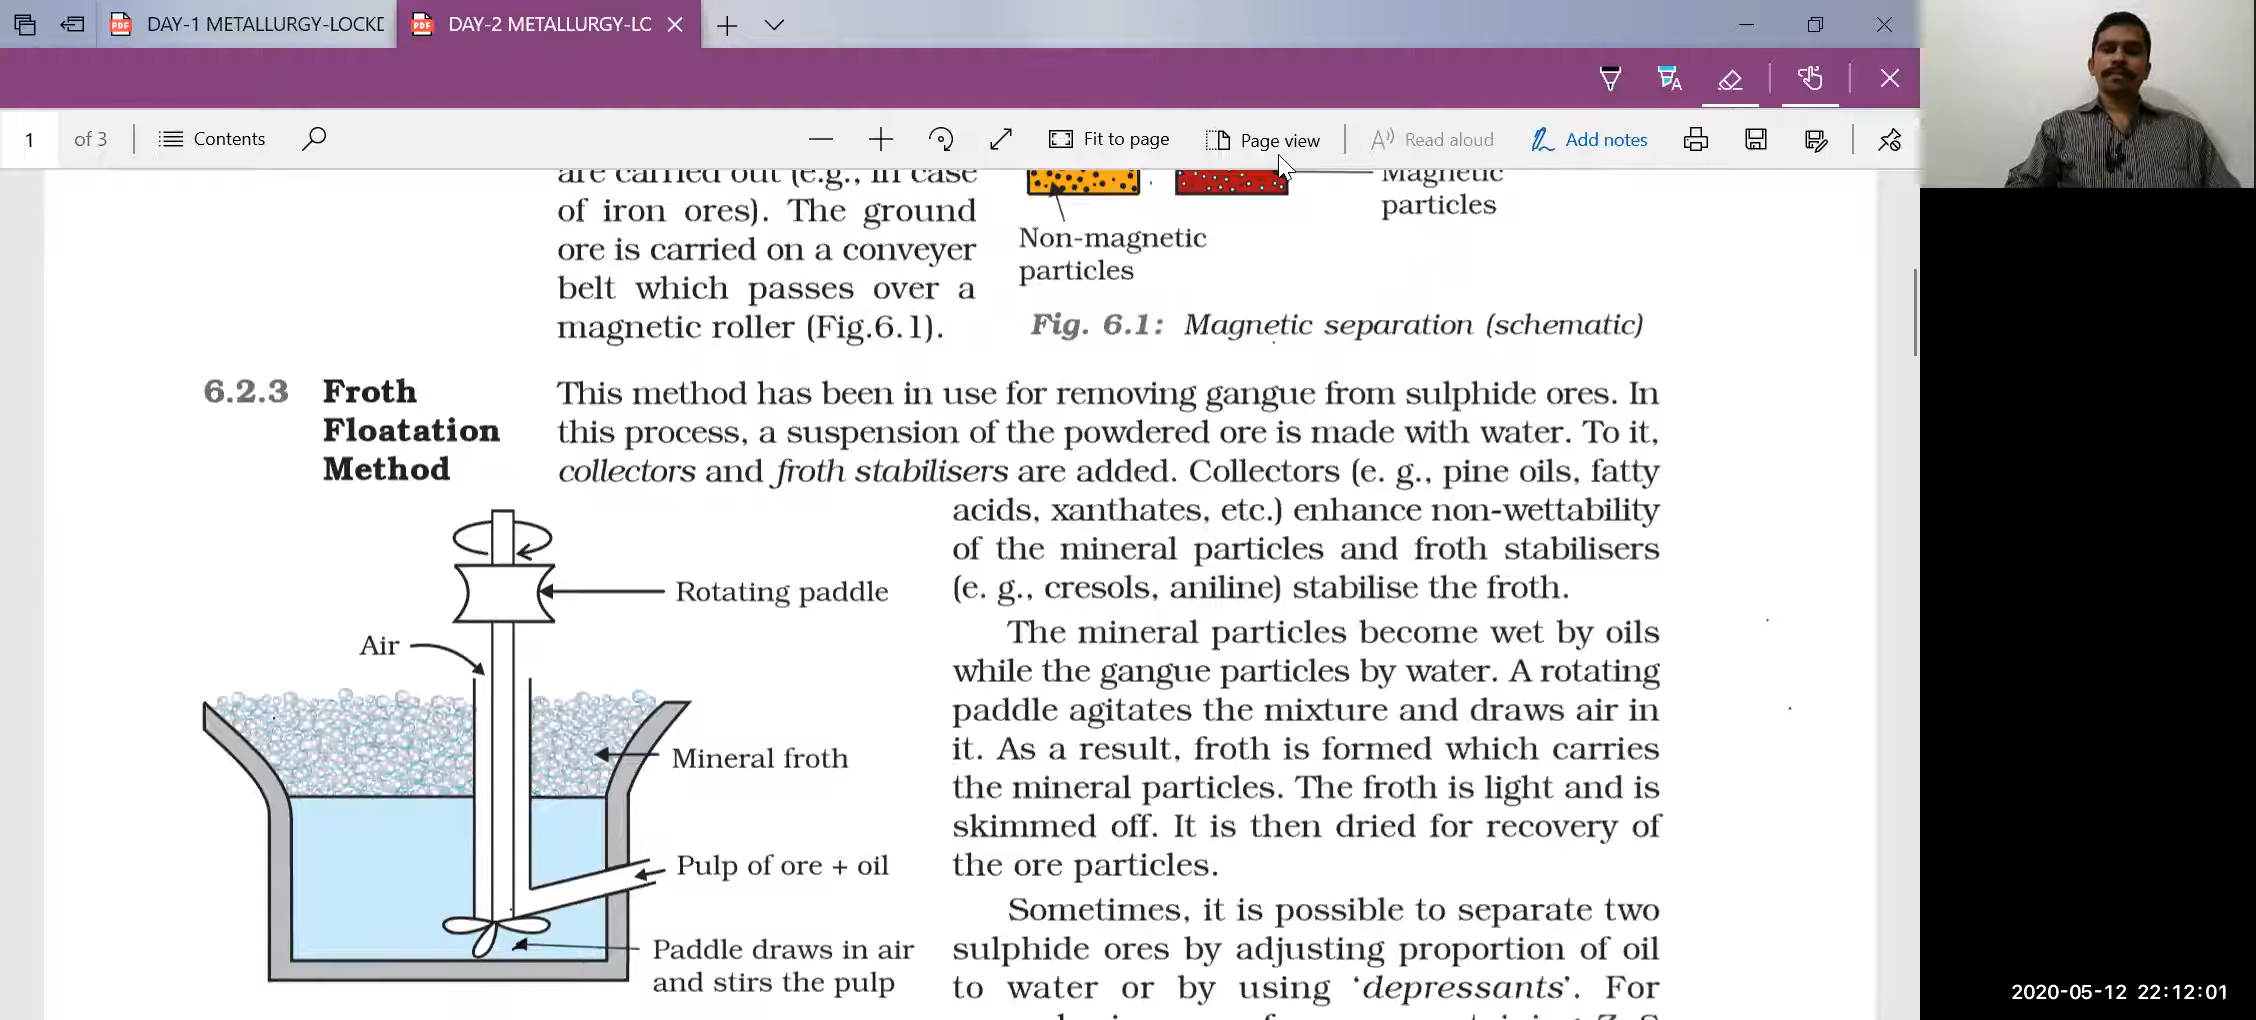 DAY-1 METALLURGY-LOCKD
DAY-2 METALLURGY-LC
1 of 3
Contents
Fit to page
Page view
Read aloud
Add notes
are carried out (e.g., in case
of iron ores). The ground
ore is carried on a conveyer
belt which passes over a
magnetic roller (Fig.6.1).
Magnetic
particles
Non-magnetic
particles
Fig. 6.1: Magnetic separation (schematic)
6.2.3 Froth
Floatation
Method
This method has been in use for removing gangue from sulphide ores. In
this process, a suspension of the powdered ore is made with water. To it,
collectors and froth stabilisers are added. Collectors (e. g., pine oils, fatty
acids, xanthates, etc.) enhance non-wettability
of the mineral particles and froth stabilisers
(e. g., cresols, aniline) stabilise the froth.
The mineral particles become wet by oils
while the gangue particles by water. A rotating
paddle agitates the mixture and draws air in
it. As a result, froth is formed which carries
the mineral particles. The froth is light and is
skimmed off. It is then dried for recovery of
the ore particles.
Sometimes, it is possible to separate two
sulphide ores by adjusting proportion of oil
to water or by using ‘depressants’. For
Rotating paddle
Air
Mineral froth
Pulp of ore + oil
Paddle draws in air
and stirs the pulp
2020-05-12 22:12:01